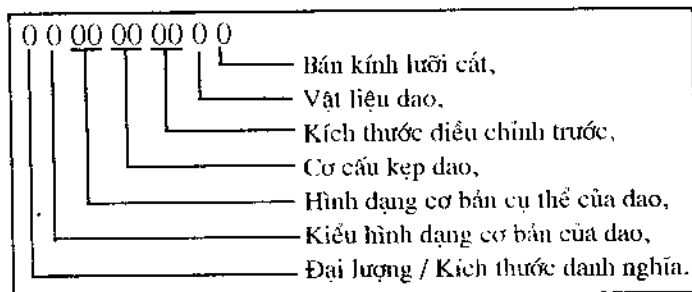 0 0 00 00 00 0 0
Bán kính lưỡi cắt,
Vật liệu dao,
Kích thước điều chỉnh trước,
Cơ cấu kẹp dao,
Hình dạng cơ bản cụ thể của dao,
Kiểu hình dạng cơ bản của dao,
Đại lượng / Kích thước danh nghĩa.